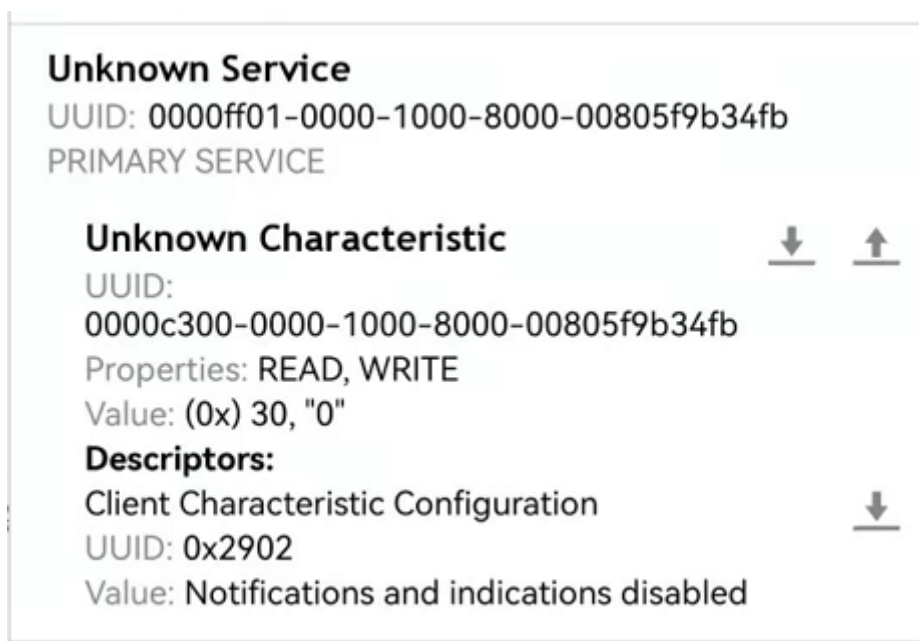 Unknown Service
UUID: 0000ff01-0000-1000-8000-00805f9b34fb
PRIMARY SERVICE
Unknown Characteristic
UUID:
0000c300-0000-1000-8000-00805f9b34fb
Properties: READ, WRITE
Value: (0x) 30, "0"
Descriptors:
Client Characteristic Configuration
UUID: 0x2902
Value: Notifications and indications disabled